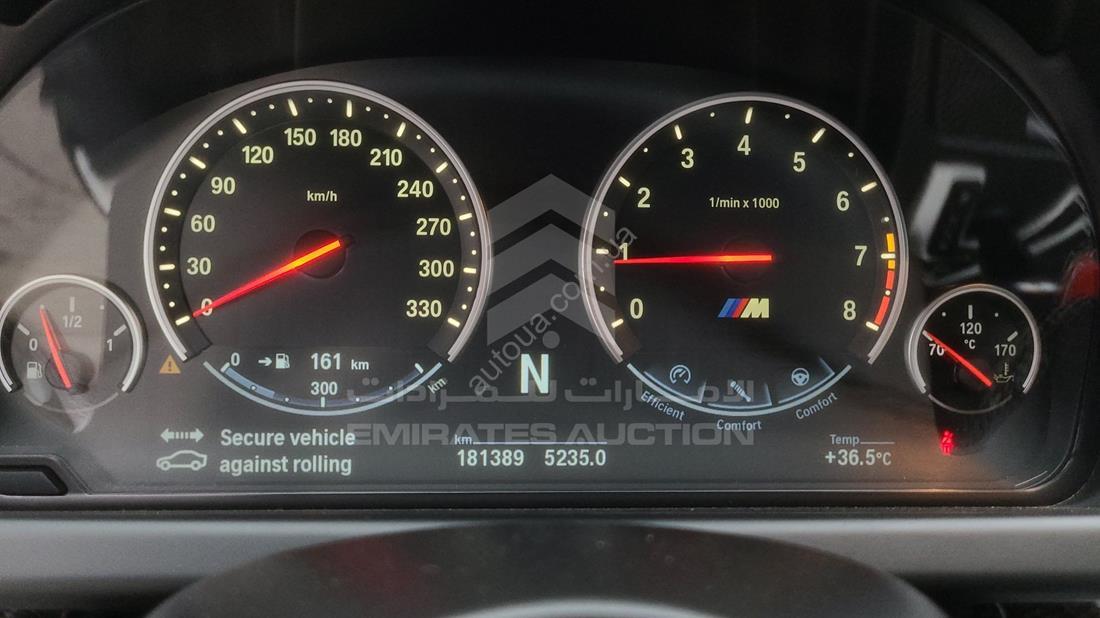 0 30 60 90 120 150 180 210 240 270 300 330
km/h
0 1 2 3 4 5 6 7 8
1/min x 1000
M
0 1/2 1
70 120 170
°C
0 161 km
300
km
N
Efficient
Comfort
Comfort
الامارات للمزادات
EMIRATES AUCTION
autoua.com.ua
Secure vehicle
against rolling
km
181389 5235.0
Temp
+36.5°C